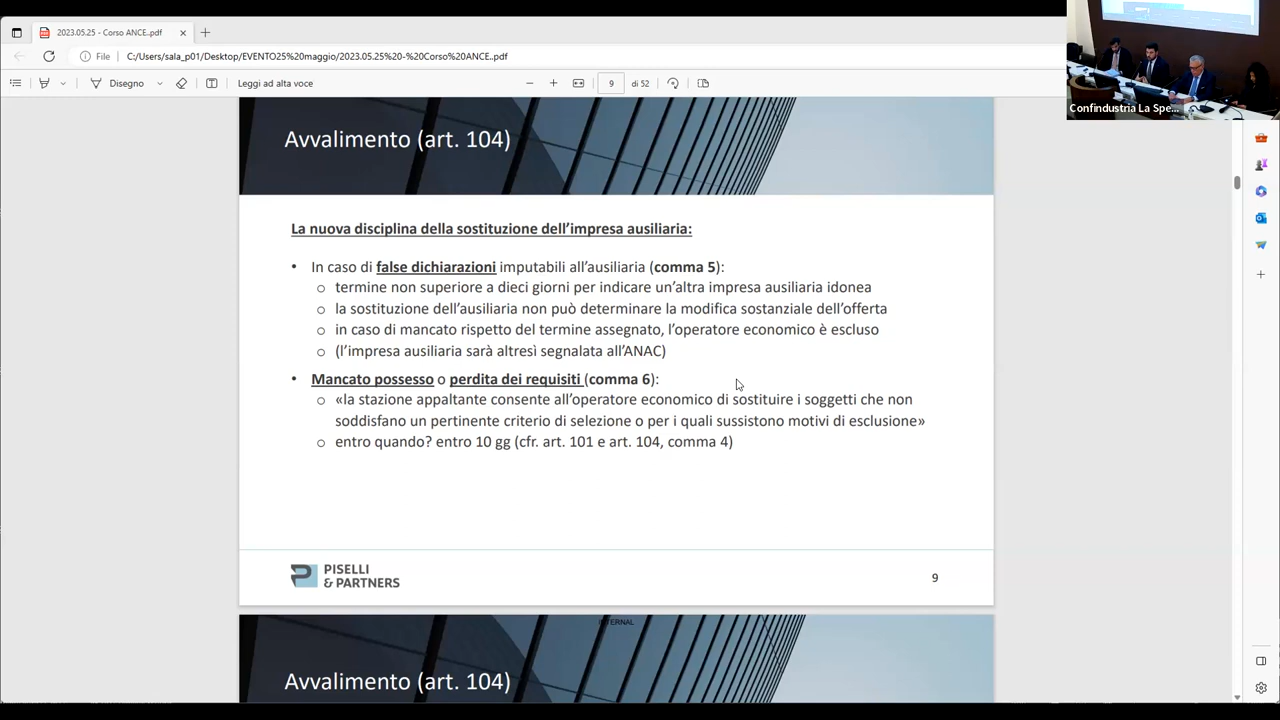 2023.05.25 - Corso ANCE..pdf
File
C:/Users/sala_p01/Desktop/EVENTO25%20maggio/2023.05.25%20-%20Corso%20ANCE..pdf
Disegno
Leggi ad alta voce
9
di 52
Confindustria La Spe...
Avvalimento (art. 104)
La nuova disciplina della sostituzione dell’impresa ausiliaria:
• In caso di false dichiarazioni imputabili all’ausiliaria (comma 5):
o termine non superiore a dieci giorni per indicare un’altra impresa ausiliaria idonea
o la sostituzione dell’ausiliaria non può determinare la modifica sostanziale dell’offerta
o in caso di mancato rispetto del termine assegnato, l’operatore economico è escluso
o (l’impresa ausiliaria sarà altresì segnalata all’ANAC)
• Mancato possesso o perdita dei requisiti (comma 6):
o «la stazione appaltante consente all’operatore economico di sostituire i soggetti che non
soddisfano un pertinente criterio di selezione o per i quali sussistono motivi di esclusione»
o entro quando? entro 10 gg (cfr. art. 101 e art. 104, comma 4)
PISELLI
& PARTNERS
9
Avvalimento (art. 104)